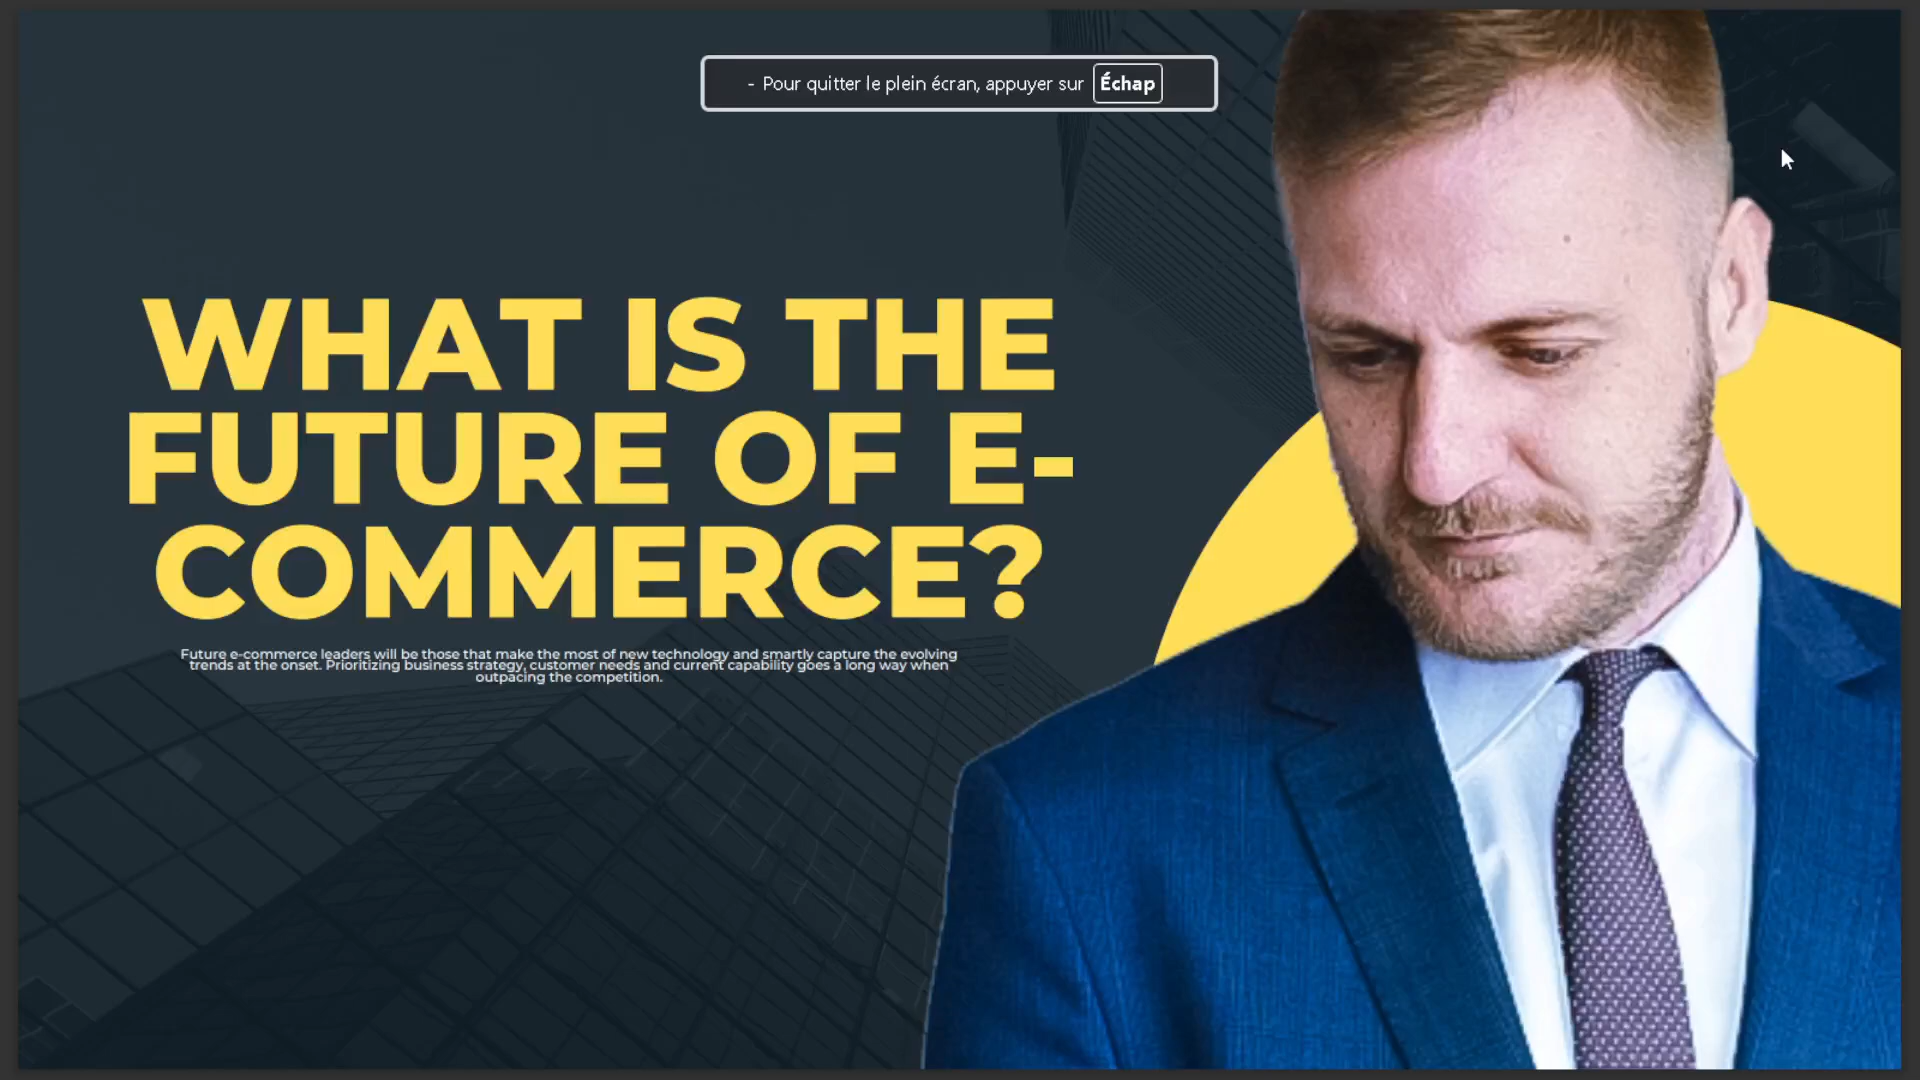 - Pour quitter le plein écran, appuyer sur Échap
WHAT IS THE
FUTURE OF E-
COMMERCE?
Future e-commerce leaders will be those that make the most of new technology and smartly capture the evolving
trends at the onset. Prioritizing business strategy, customer needs and current capability goes a long way when
outpacing the competition.